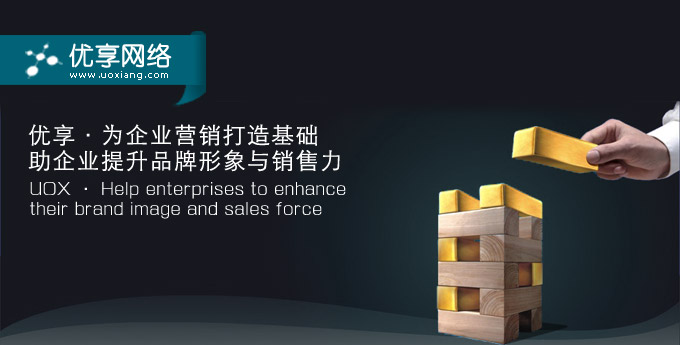 优享网络
www.uoxiang.com
优享·为企业营销打造基础
助企业提升品牌形象与销售力
UOX · Help enterprises to enhance
their brand image and sales force